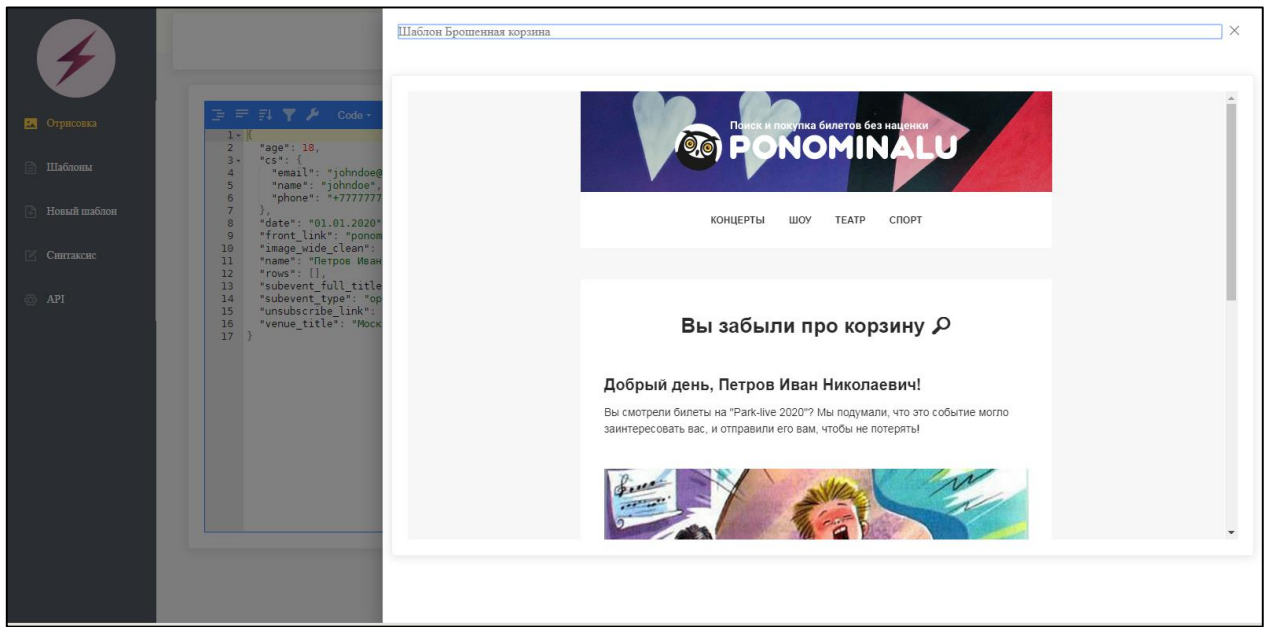 Отрисовка
Шаблоны
Новый шаблон
Синтаксис
API
Code
1 {
2 "age": 18,
3 "cs": {
4 "email": "johndoe@
5 "name": "johndoe",
6 "phone": "+7777777
7 },
8 "date": "01.01.2020"
9 "front_link": "ponom
10 "image_wide_clean":
11 "name": "Петров Иван
12 "rows": [],
13 "subevent_full_title
14 "subevent_type": "op
15 "unsubscribe_link":
16 "venue_title": "Моск
17 }
Шаблон Брошенная корзина
Поиск и покупка билетов без наценки
PONOMINALU
КОНЦЕРТЫ ШОУ ТЕАТР СПОРТ
Вы забыли про корзину
Добрый день, Петров Иван Николаевич!
Вы смотрели билеты на "Park-live 2020"? Мы подумали, что это событие могло
заинтересовать вас, и отправили его вам, чтобы не потерять!